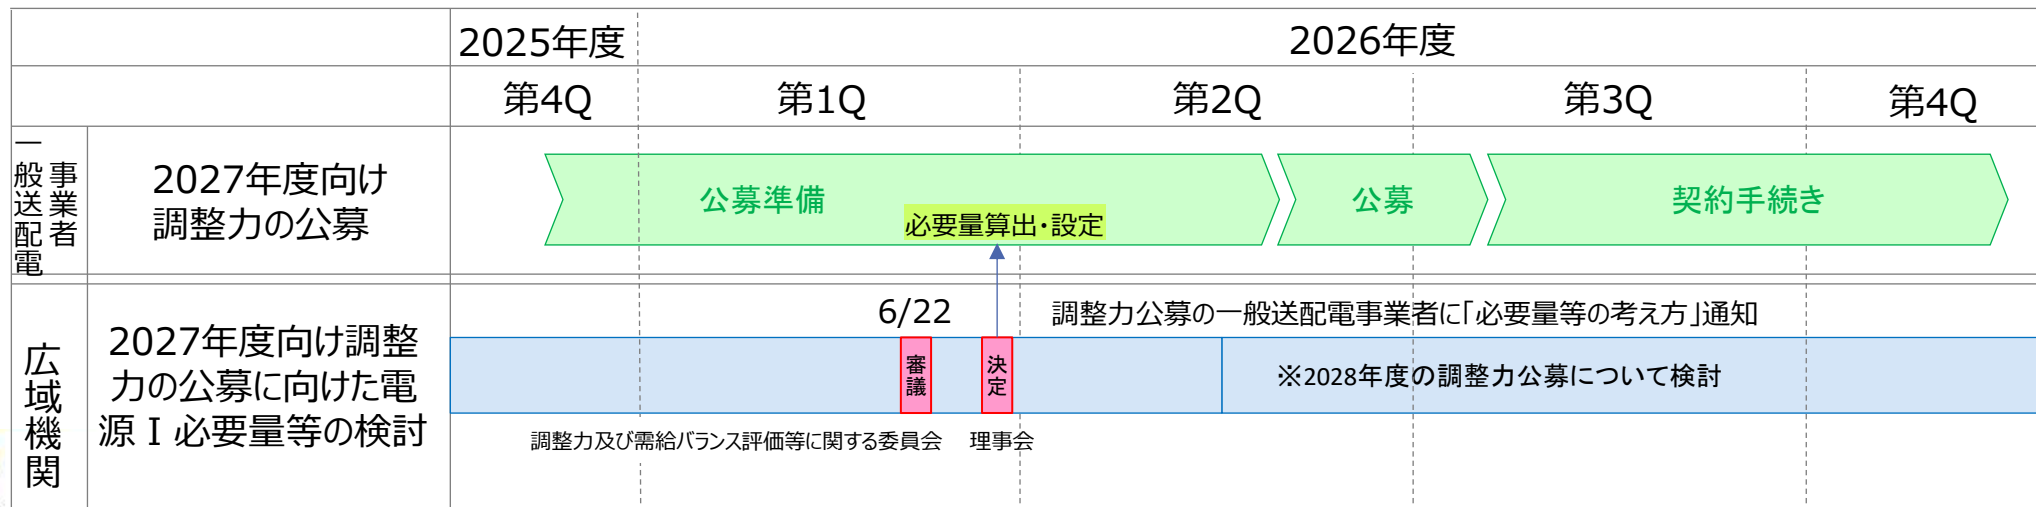 2025年度
2026年度
第4Q
第1Q
第2Q
第3Q
第4Q
一般送配電
事業者
2027年度向け
調整力の公募
公募準備
必要量算出・設定
公募
契約手続き
広域機関
2027年度向け調整
力の公募に向けた電
源Ⅰ必要量等の検討
6/22
調整力公募の一般送配電事業者に「必要量等の考え方」通知
審議
決定
※2028年度の調整力公募について検討
調整力及び需給バランス評価等に関する委員会
理事会